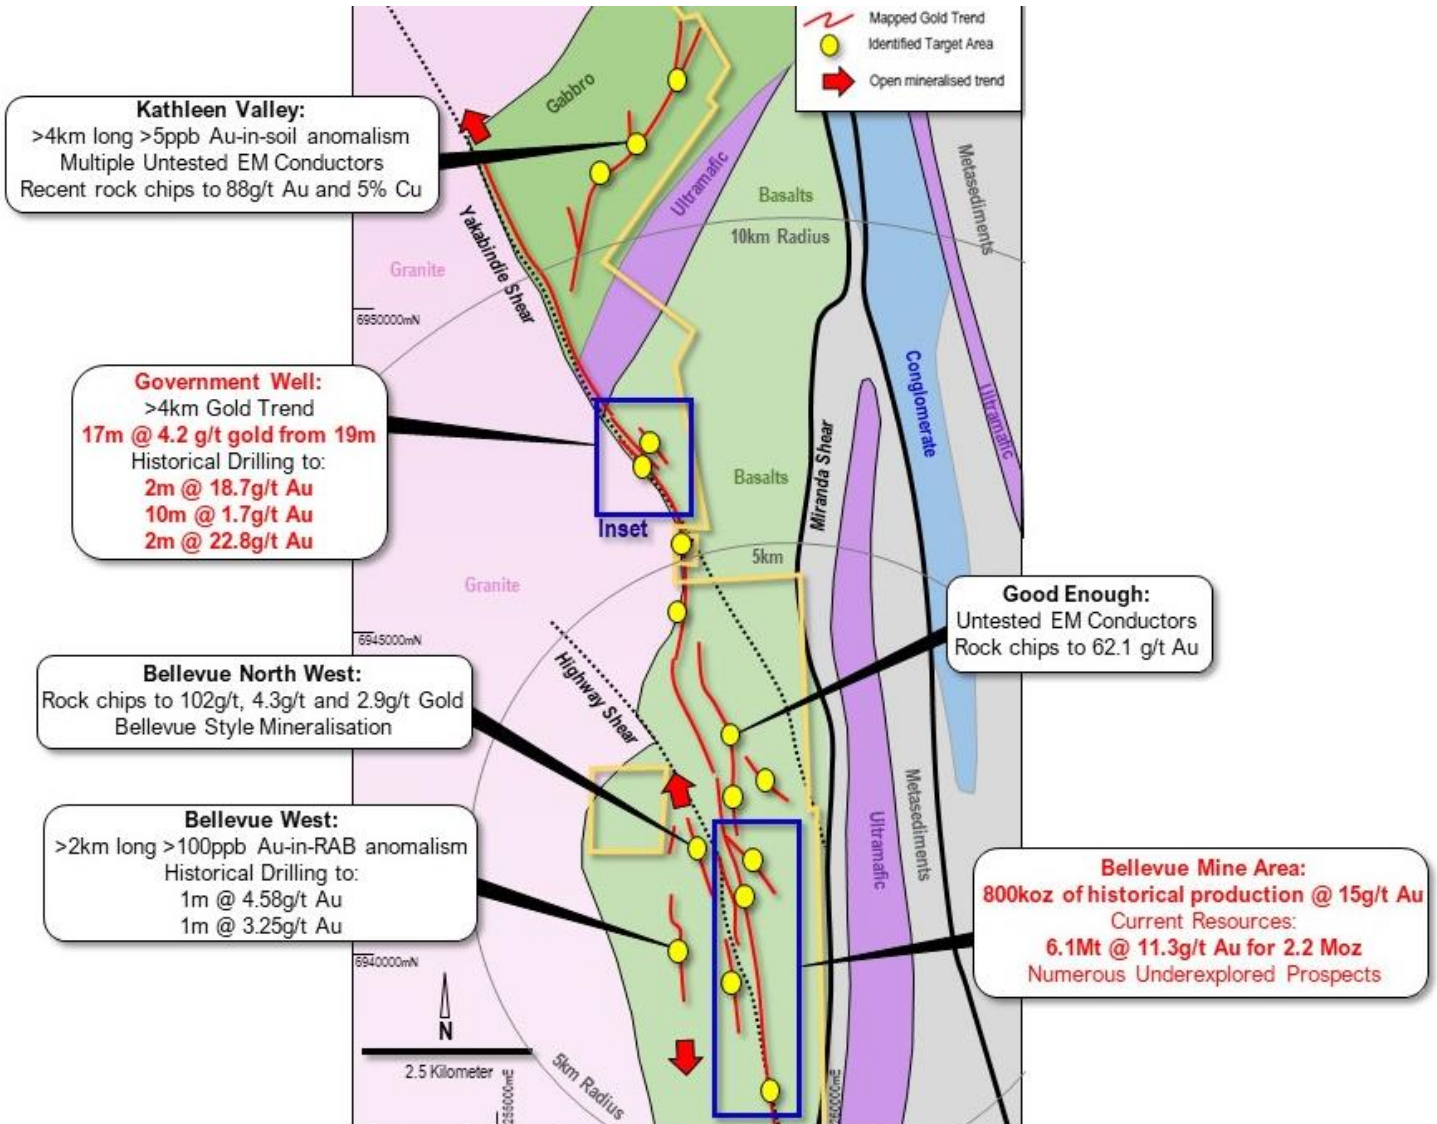 Mapped Gold Trend
Identified Target Area
Open mineralised trend
Kathleen Valley:
>4km long >5ppb Au-in-soil anomalism
Multiple Untested EM Conductors
Recent rock chips to 88g/t Au and 5% Cu
Gabbro
Ultramafic
Basalts
10km Radius
Metasediments
Yakabindie Shear
Granite
6950000mN
Government Well:
>4km Gold Trend
17m @ 4.2 g/t gold from 19m
Historical Drilling to:
2m @ 18.7g/t Au
10m @ 1.7g/t Au
2m @ 22.8g/t Au
Inset
Basalts
Miranda Shear
Conglomerate
Ultramafic
5km
Granite
6945000mN
Good Enough:
Untested EM Conductors
Rock chips to 62.1 g/t Au
Highway Shear
Bellevue North West:
Rock chips to 102g/t, 4.3g/t and 2.9g/t Gold
Bellevue Style Mineralisation
Bellevue West:
>2km long >100ppb Au-in-RAB anomalism
Historical Drilling to:
1m @ 4.58g/t Au
1m @ 3.25g/t Au
Ultramafic
Metasediments
Bellevue Mine Area:
800koz of historical production @ 15g/t Au
Current Resources:
6.1Mt @ 11.3g/t Au for 2.2 Moz
Numerous Underexplored Prospects
6940000mN
N
2.5 Kilometer
255000mE
5km Radius
260000mE